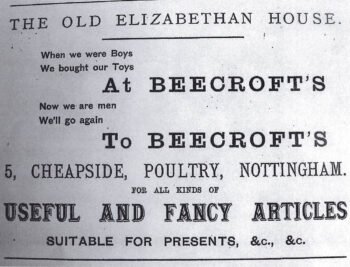 THE OLD ELIZABETHAN HOUSE.
When we were Boys
We bought our Toys
At BEECROFT'S
Now we are men
We'll go again
To BEECROFT'S
5, CHEAPSIDE, POULTRY, NOTTINGHAM.
FOR ALL KINDS OF
USEFUL AND FANCY ARTICLES
SUITABLE FOR PRESENTS, &c., &c.